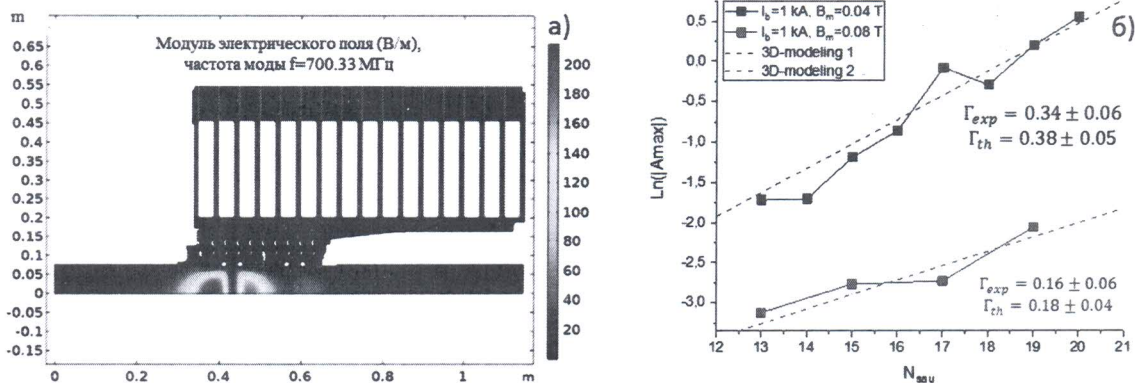 m
а)
Модуль электрического поля (В/м),
частота моды f=700.33 МГц
0.65
0.6
0.55
0.5
0.45
0.4
0.35
0.3
0.25
0.2
0.15
0.1
0.05
0
-0.05
-0.1
-0.15
0 0.2 0.4 0.6 0.8 1 m
200
180
160
140
120
100
80
60
40
20
б)
I_b=1 kA, B_m=0.04 T
I_b=1 kA, B_m=0.08 T
3D-modeling 1
3D-modeling 2
Γ_exp = 0.34 ± 0.06
Γ_th = 0.38 ± 0.05
Γ_exp = 0.16 ± 0.06
Γ_th = 0.18 ± 0.04
Ln(|Amax|)
0,5
0,0
-0,5
-1,0
-1,5
-2,0
-2,5
-3,0
12 13 14 15 16 17 18 19 20 21